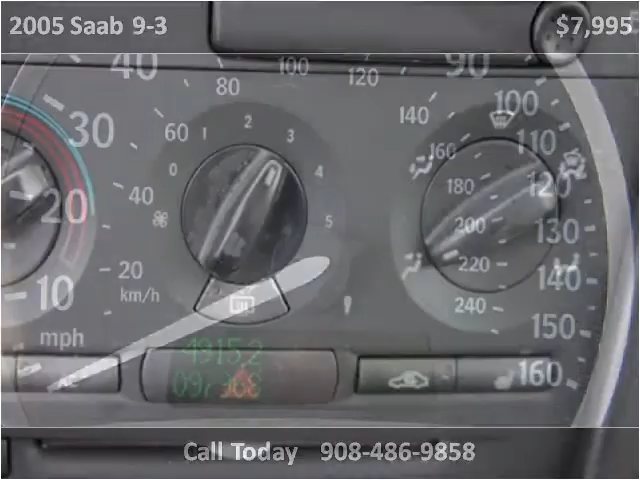 2005 Saab 9-3 $7,995
40 100 90
80 120
30 60 1 2 3 140 100
0 4 160 110
20 40 180 120
5 200 130
20 220 140
10 km/h 240 150
mph
49152 160
Call Today 908-486-9858